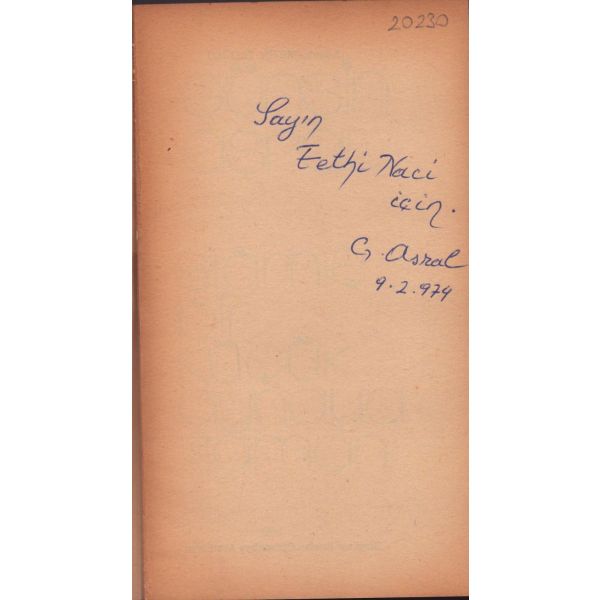 20230
Sayın
Fethi Naci
için.
G. Asral
9.2.974